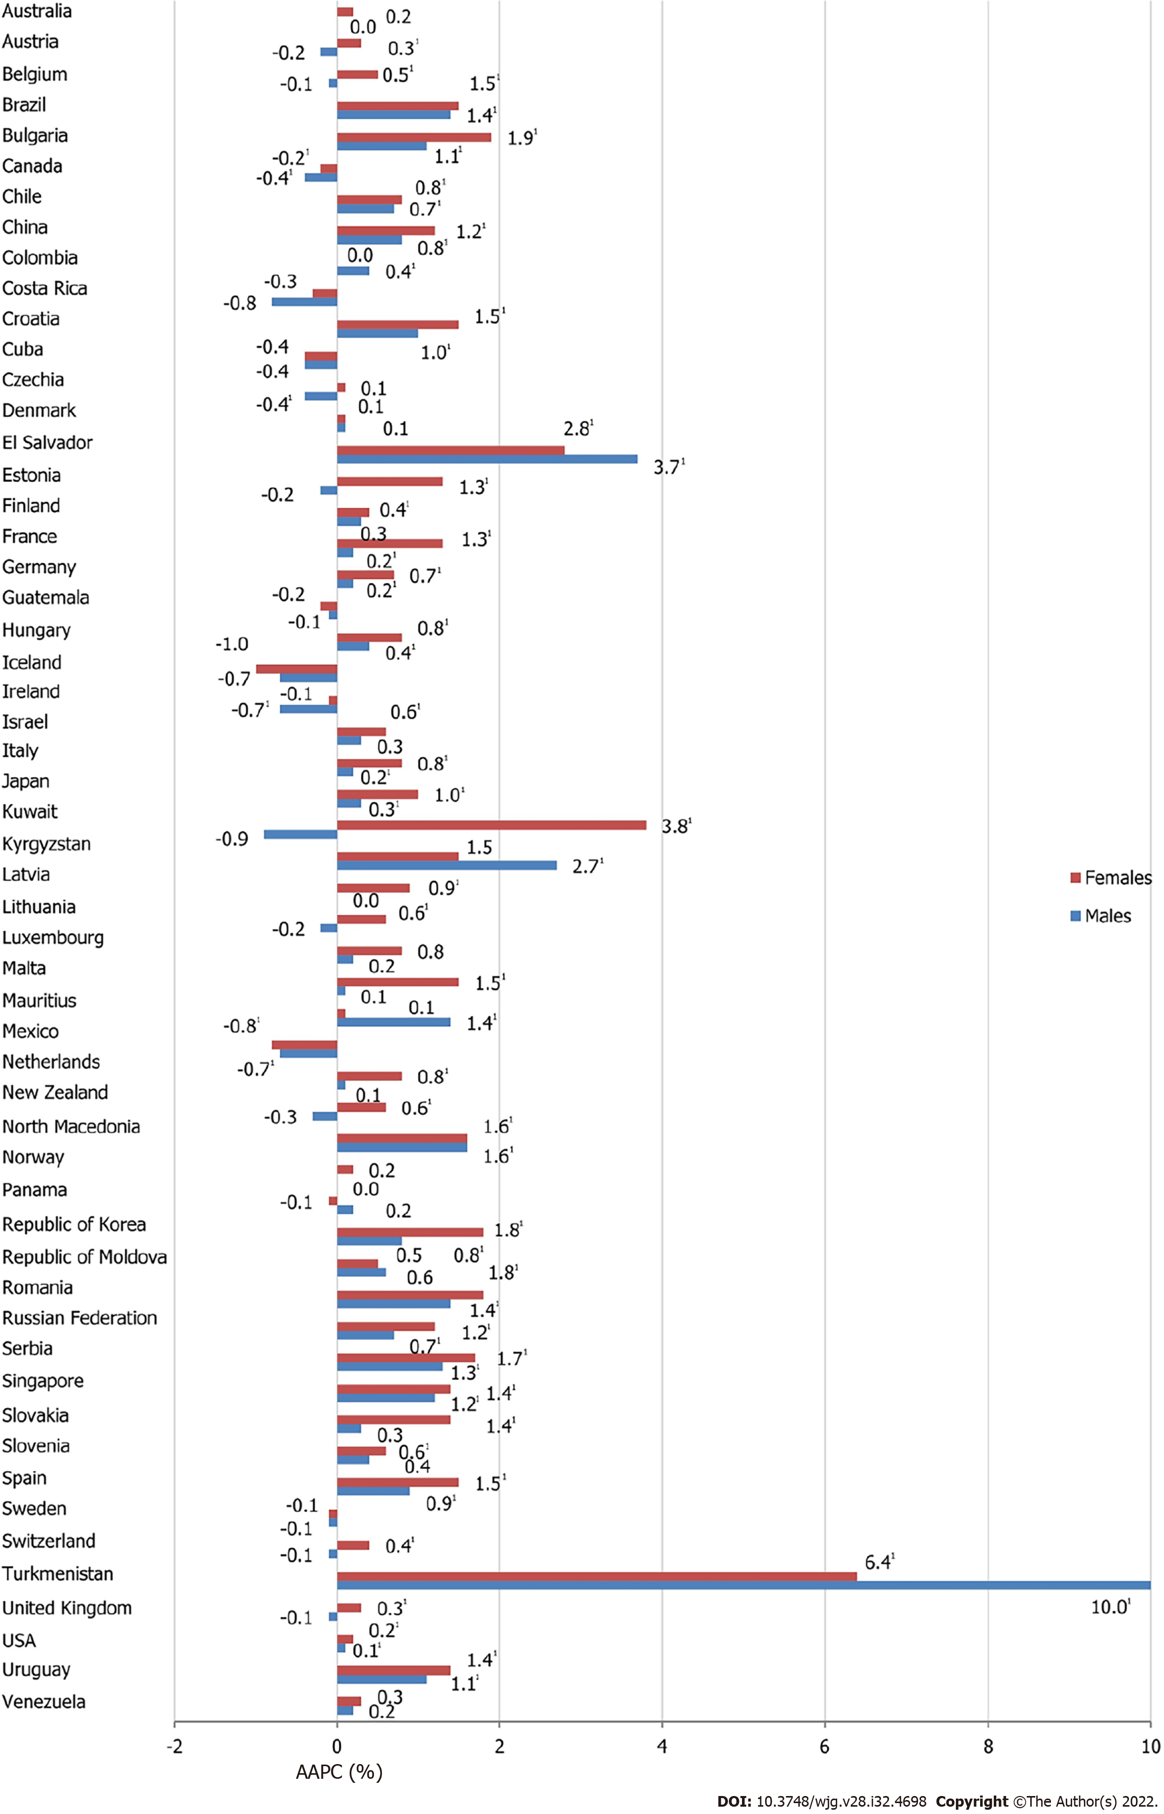 Australia 0.2
0.0
Austria -0.2 0.3¹
Belgium -0.1 0.5¹
Brazil 1.5¹
1.4¹
Bulgaria 1.9¹
1.1¹
Canada -0.2¹
-0.4¹
Chile 0.8¹
0.7¹
China 1.2¹
0.8¹
Colombia 0.0
0.4¹
Costa Rica -0.3
-0.8
Croatia 1.5¹
1.0¹
Cuba -0.4
-0.4
Czechia 0.1
-0.4¹
Denmark 0.1
0.1
El Salvador 2.8¹
3.7¹
Estonia 1.3¹
-0.2
Finland 0.4¹
0.3
France 1.3¹
0.2¹
Germany 0.7¹
0.2¹
Guatemala -0.2
-0.1
Hungary 0.8¹
0.4¹
Iceland -1.0
-0.7
Ireland -0.1
-0.7¹
Israel 0.6¹
0.3
Italy 0.8¹
0.2¹
Japan 1.0¹
0.3¹
Kuwait 3.8¹
-0.9
Kyrgyzstan 1.5
2.7¹
Latvia 0.9¹
0.0
Lithuania 0.6¹
-0.2
Luxembourg 0.8
0.2
Malta 1.5¹
0.1
Mauritius 0.1
1.4¹
Mexico -0.8¹
-0.7¹
Netherlands 0.8¹
0.1
New Zealand 0.6¹
-0.3
North Macedonia 1.6¹
1.6¹
Norway 0.2
0.0
Panama -0.1
0.2
Republic of Korea 1.8¹
0.8¹
Republic of Moldova 0.5
0.6
Romania 1.8¹
1.4¹
Russian Federation 1.2¹
0.7¹
Serbia 1.7¹
1.3¹
Singapore 1.4¹
1.2¹
Slovakia 1.4¹
0.3
Slovenia 0.6¹
0.4
Spain 1.5¹
0.9¹
Sweden -0.1
-0.1
Switzerland 0.4¹
-0.1
Turkmenistan 6.4¹
10.0¹
United Kingdom 0.3¹
-0.1
USA 0.2¹
0.1¹
Uruguay 1.4¹
1.1¹
Venezuela 0.3
0.2
Females
Males
-2 0 2 4 6 8 10
AAPC (%)
DOI: 10.3748/wjg.v28.i32.4698 Copyright ©The Author(s) 2022.